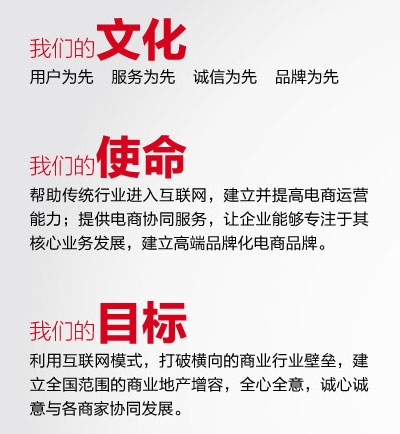 我们的文化
用户为先 服务为先 诚信为先 品牌为先
我们的使命
帮助传统行业进入互联网，建立并提高电商运营
能力；提供电商协同服务，让企业能够专注于其
核心业务发展，建立高端品牌化电商品牌。
我们的目标
利用互联网模式，打破横向的商业行业壁垒，建
立全国范围的商业地产增容，全心全意，诚心诚
意与各商家协同发展。